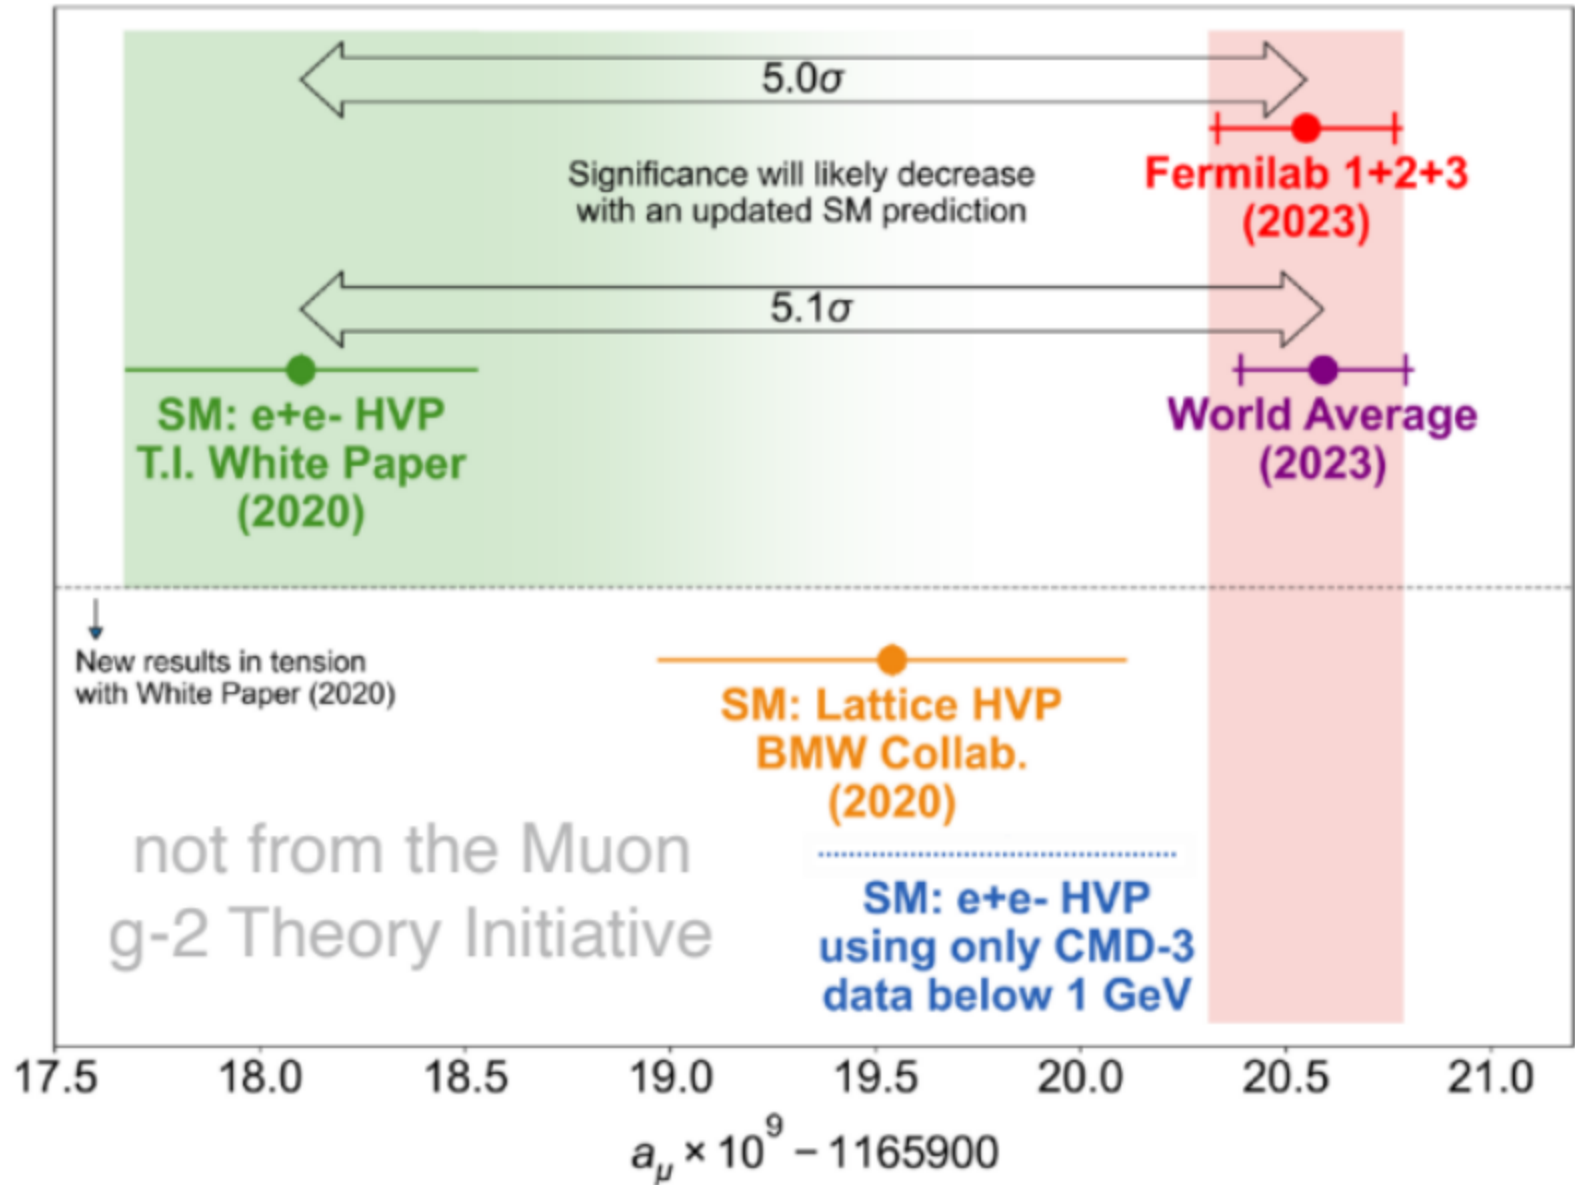 5.0σ
Significance will likely decrease
with an updated SM prediction
Fermilab 1+2+3
(2023)
5.1σ
SM: e+e- HVP
T.I. White Paper
(2020)
World Average
(2023)
New results in tension
with White Paper (2020)
SM: Lattice HVP
BMW Collab.
(2020)
not from the Muon
g-2 Theory Initiative
SM: e+e- HVP
using only CMD-3
data below 1 GeV
17.5 18.0 18.5 19.0 19.5 20.0 20.5 21.0
aμ × 10⁹ − 1165900